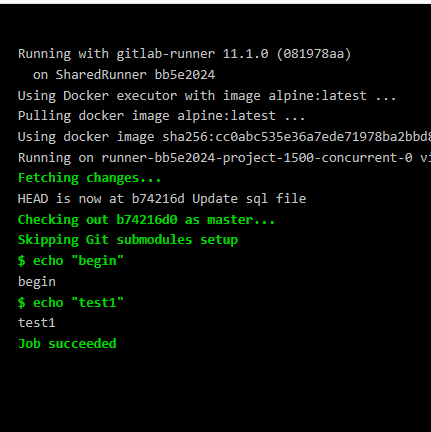 Running with gitlab-runner 11.1.0 (081978aa)
on SharedRunner bb5e2024
Using Docker executor with image alpine:latest ...
Pulling docker image alpine:latest ...
Using docker image sha256:cc0abc535e36a7ede71978ba2bbd8
Running on runner-bb5e2024-project-1500-concurrent-0 vi
Fetching changes...
HEAD is now at b74216d Update sql file
Checking out b74216d0 as master...
Skipping Git submodules setup
$ echo "begin"
begin
$ echo "test1"
test1
Job succeeded